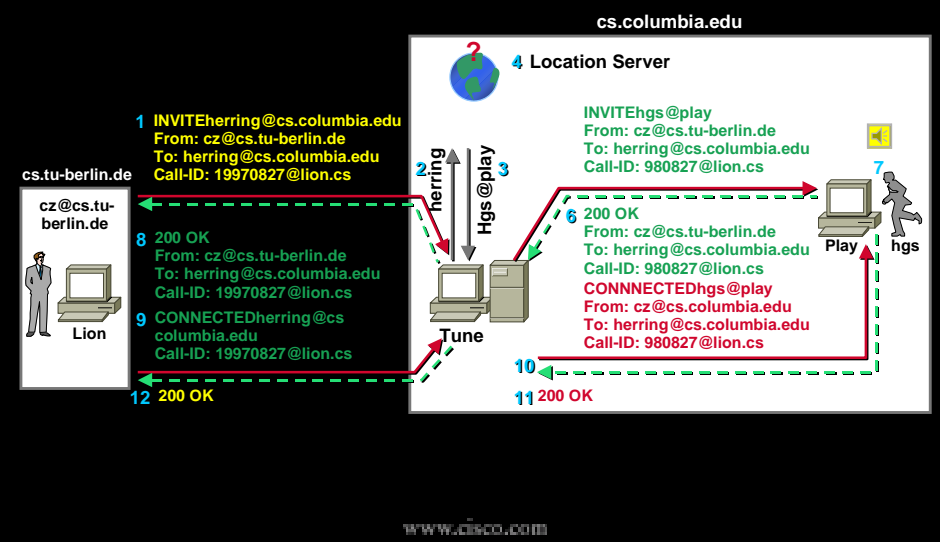 cs.columbia.edu
4 Location Server
1 INVITEherring@cs.columbia.edu
From: cz@cs.tu-berlin.de
To: herring@cs.columbia.edu
Call-ID: 19970827@lion.cs
cs.tu-berlin.de
cz@cs.tu-
berlin.de
Lion
2
herring
Hgs@play
3
INVITEhgs@play
From: cz@cs.tu-berlin.de
To: herring@cs.columbia.edu
Call-ID: 980827@lion.cs
7
Play
hgs
6 200 OK
From: cz@cs.tu-berlin.de
To: herring@cs.columbia.edu
Call-ID: 980827@lion.cs
8 200 OK
From: cz@cs.tu-berlin.de
To: herring@cs.columbia.edu
Call-ID: 19970827@lion.cs
9 CONNECTEDherring@cs
columbia.edu
Call-ID: 19970827@lion.cs
Tune
CONNNECTEDhgs@play
From: cz@cs.columbia.edu
To: herring@cs.columbia.edu
Call-ID: 980827@lion.cs
10
11 200 OK
12 200 OK
?
www.cisco.com